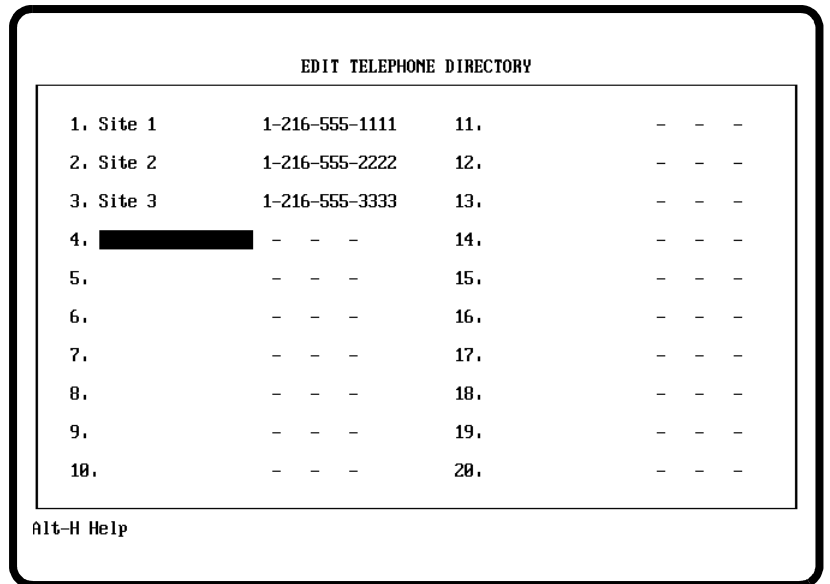 EDIT TELEPHONE DIRECTORY
1. Site 1 1-216-555-1111 11. - - -
2. Site 2 1-216-555-2222 12. - - -
3. Site 3 1-216-555-3333 13. - - -
4. - - - 14. - - -
5. - - - 15. - - -
6. - - - 16. - - -
7. - - - 17. - - -
8. - - - 18. - - -
9. - - - 19. - - -
10. - - - 20. - - -
Alt-H Help